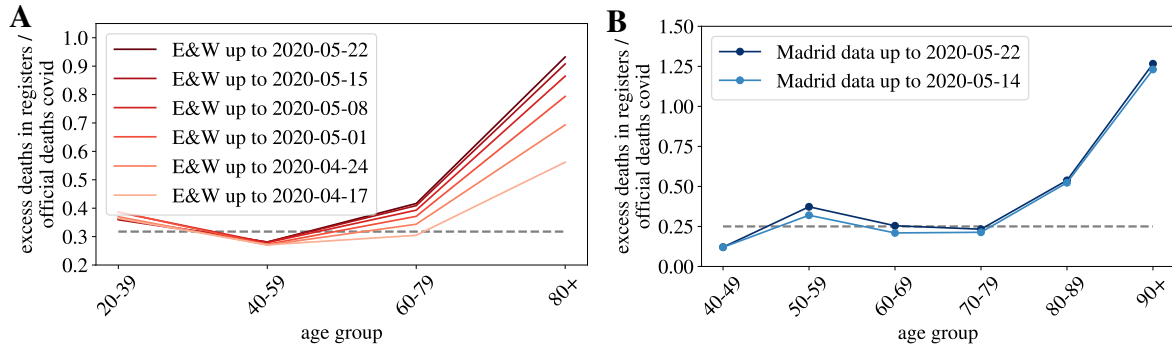 A
excess deaths in registers /
official deaths covid
1.0
0.9
0.8
0.7
0.6
0.5
0.4
0.3
0.2
E&W up to 2020-05-22
E&W up to 2020-05-15
E&W up to 2020-05-08
E&W up to 2020-05-01
E&W up to 2020-04-24
E&W up to 2020-04-17
20-39
40-59
60-79
80+
age group
B
excess deaths in registers /
official deaths covid
1.50
1.25
1.00
0.75
0.50
0.25
0.00
Madrid data up to 2020-05-22
Madrid data up to 2020-05-14
40-49
50-59
60-69
70-79
80-89
90+
age group